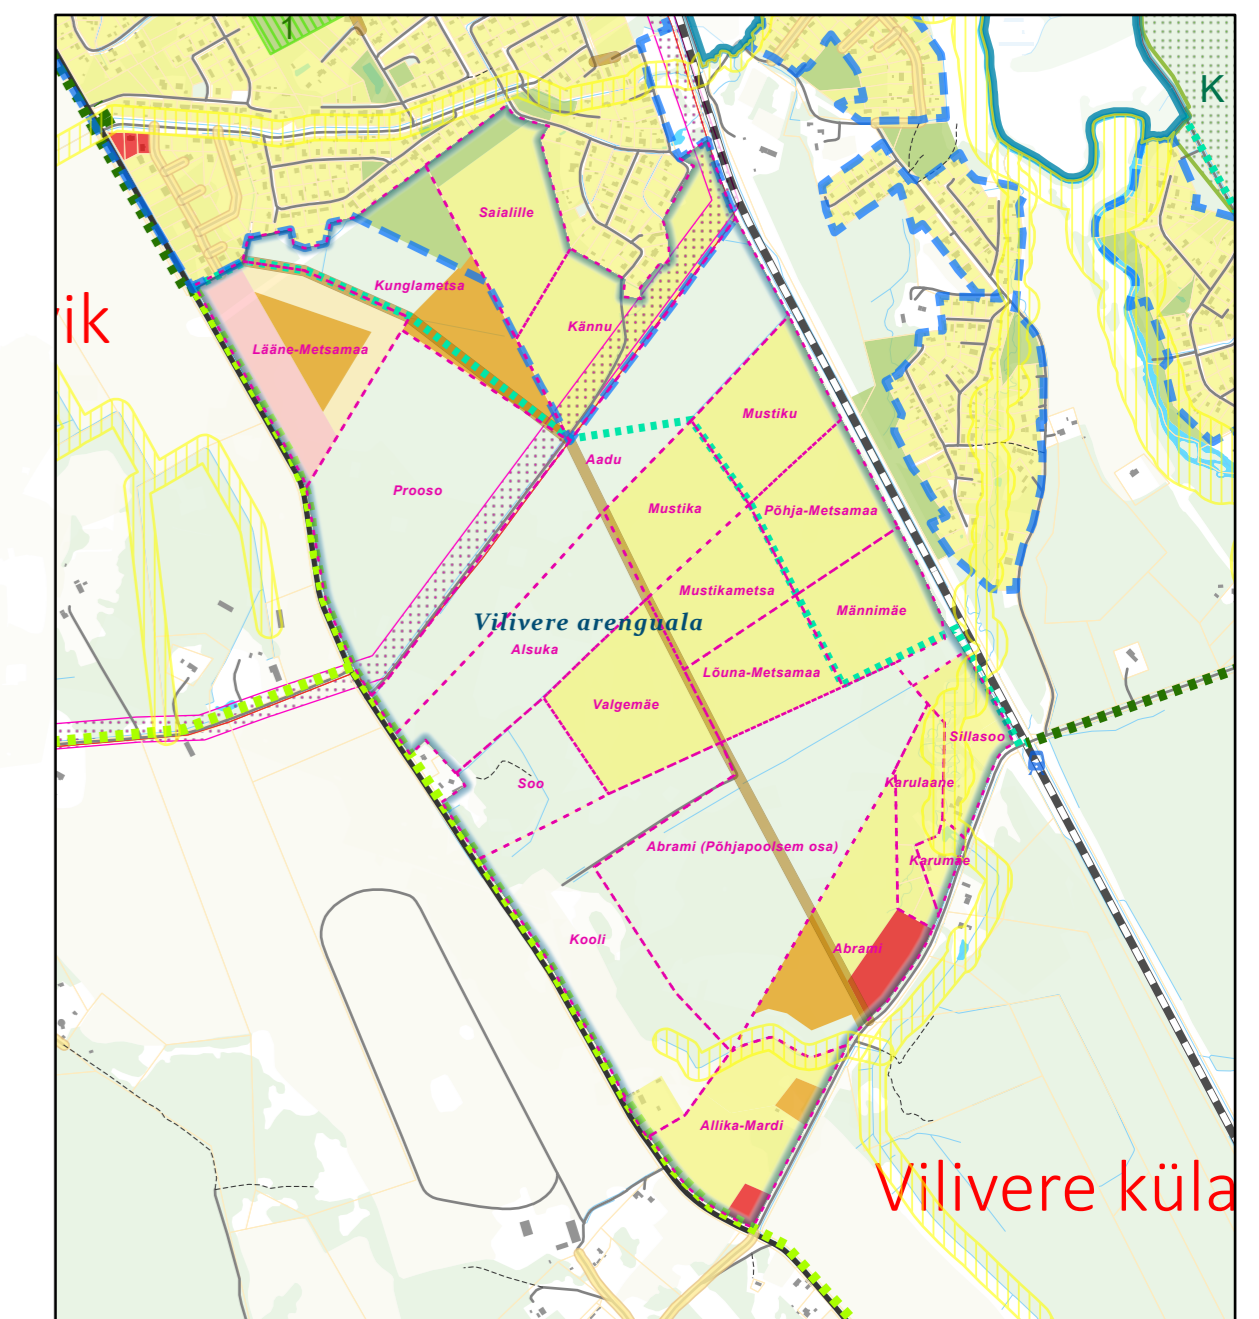 1
K
Saialille
Kunglametsa
vik
Kännu
Lääne-Metsamaa
Mustiku
Aadu
Prooso
Mustika
Põhja-Metsamaa
Mustikametsa
Männimäe
Vilivere arenguala
Alsuka
Lõuna-Metsamaa
Valgemäe
Sillasoo
Soo
Karulaane
Abrami (Põhjapoolsem osa)
Karumäe
Kooli
Abrami
Allika-Mardi
Vilivere küla